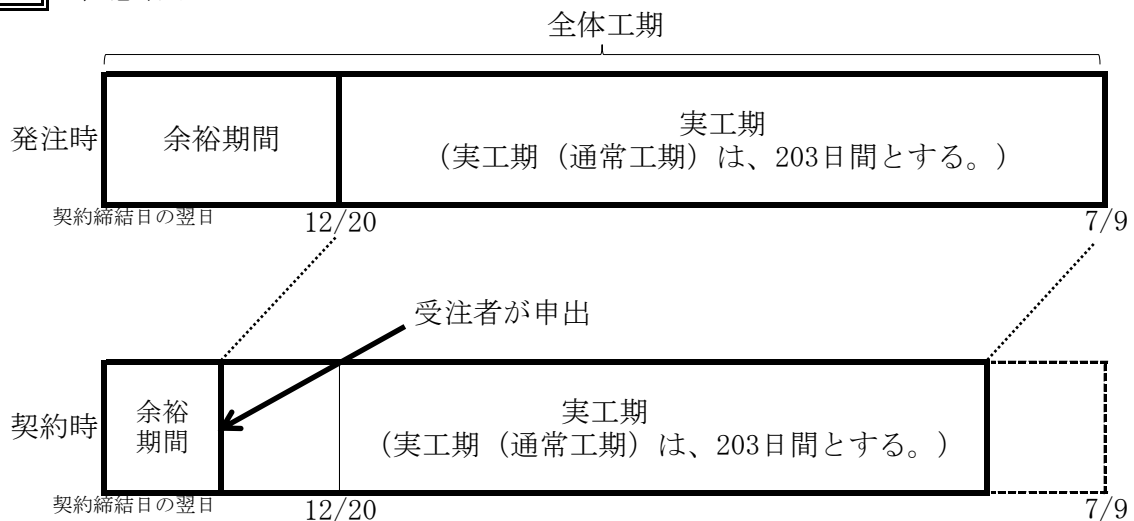 全体工期
発注時
余裕期間
実工期
（実工期（通常工期）は、203日間とする。）
契約締結日の翌日
12/20
7/9
受注者が申出
契約時
余裕
期間
実工期
（実工期（通常工期）は、203日間とする。）
契約締結日の翌日
12/20
7/9